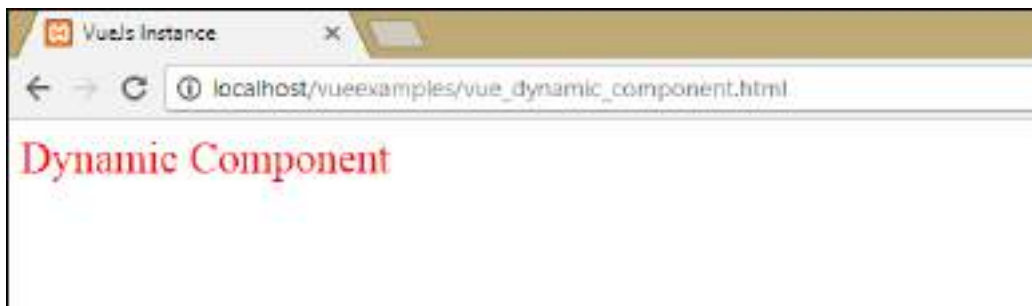 VueJs Instance
localhost/vueexamples/vue_dynamic_component.html
Dynamic Component